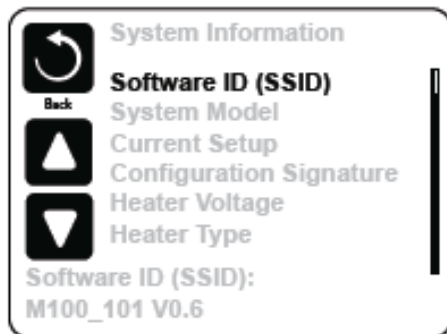 System Information
Software ID (SSID)
Back
System Model
Current Setup
Configuration Signature
Heater Voltage
Heater Type
Software ID (SSID):
M100_101 V0.6